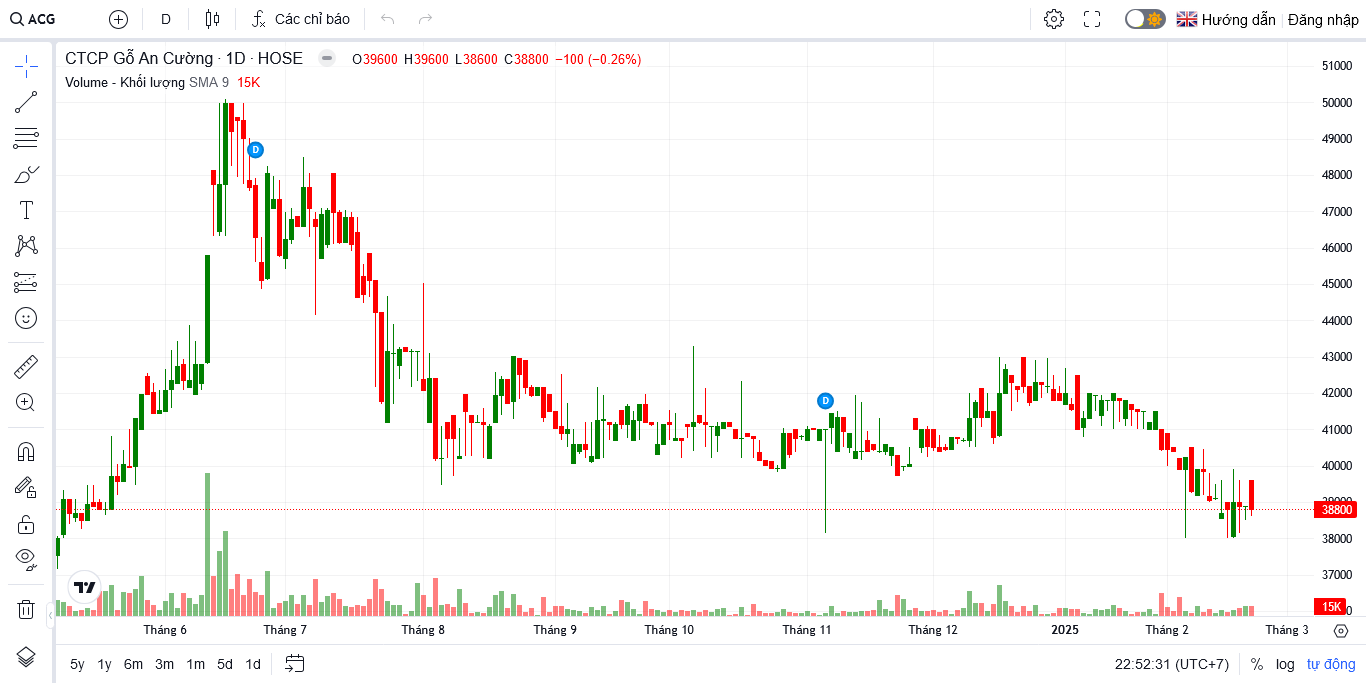 ACG D Các chỉ báo Hướng dẫn Đăng nhập
CTCP Gỗ An Cường · 1D · HOSE O39600 H39600 L38600 C38800 −100 (−0.26%)
Volume - Khối lượng SMA 9 15K
51000
50000
49000
48000
47000
46000
45000
44000
43000
42000
41000
40000
39000
38800
38000
37000
15K
D
D
Tháng 6 Tháng 7 Tháng 8 Tháng 9 Tháng 10 Tháng 11 Tháng 12 2025 Tháng 2 Tháng 3
5y 1y 6m 3m 1m 5d 1d 22:52:31 (UTC+7) % log tự động